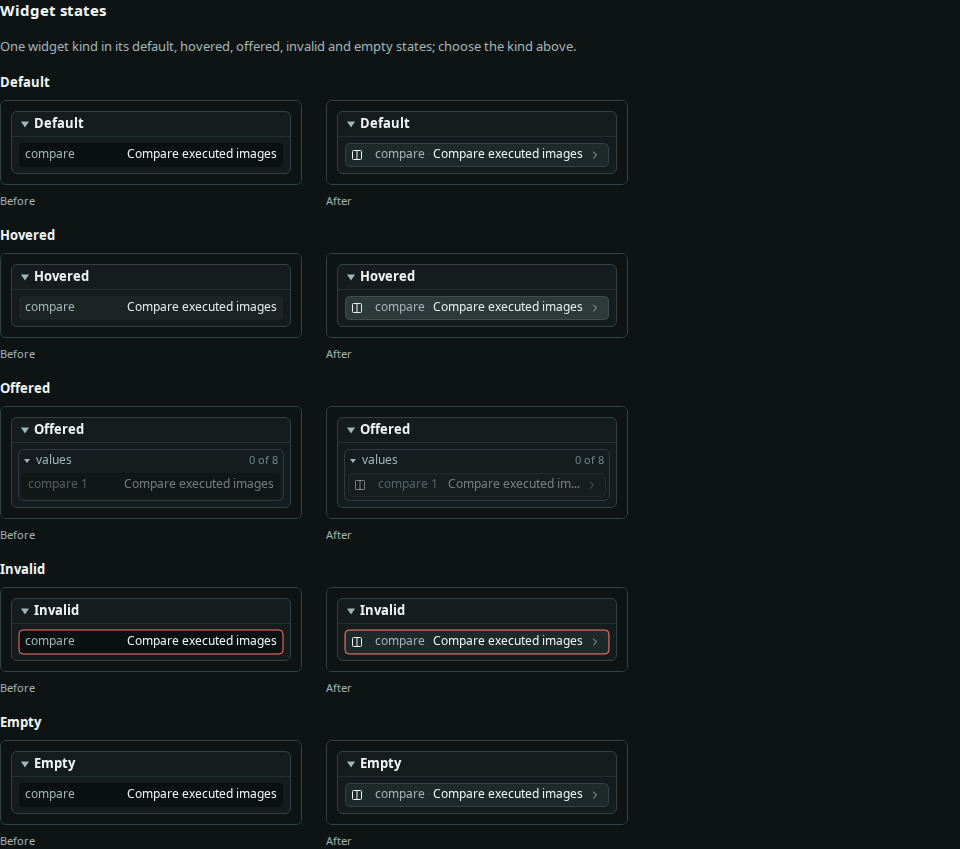 Widget states
One widget kind in its default, hovered, offered, invalid and empty states; choose the kind above.
Default
Default
compare Compare executed images
Default
compare Compare executed images
Before
After
Hovered
Hovered
compare Compare executed images
Hovered
compare Compare executed images
Before
After
Offered
Offered
values 0 of 8
compare 1 Compare executed images
Offered
values 0 of 8
compare 1 Compare executed im...
Before
After
Invalid
Invalid
compare Compare executed images
Invalid
compare Compare executed images
Before
After
Empty
Empty
compare Compare executed images
Empty
compare Compare executed images
Before
After